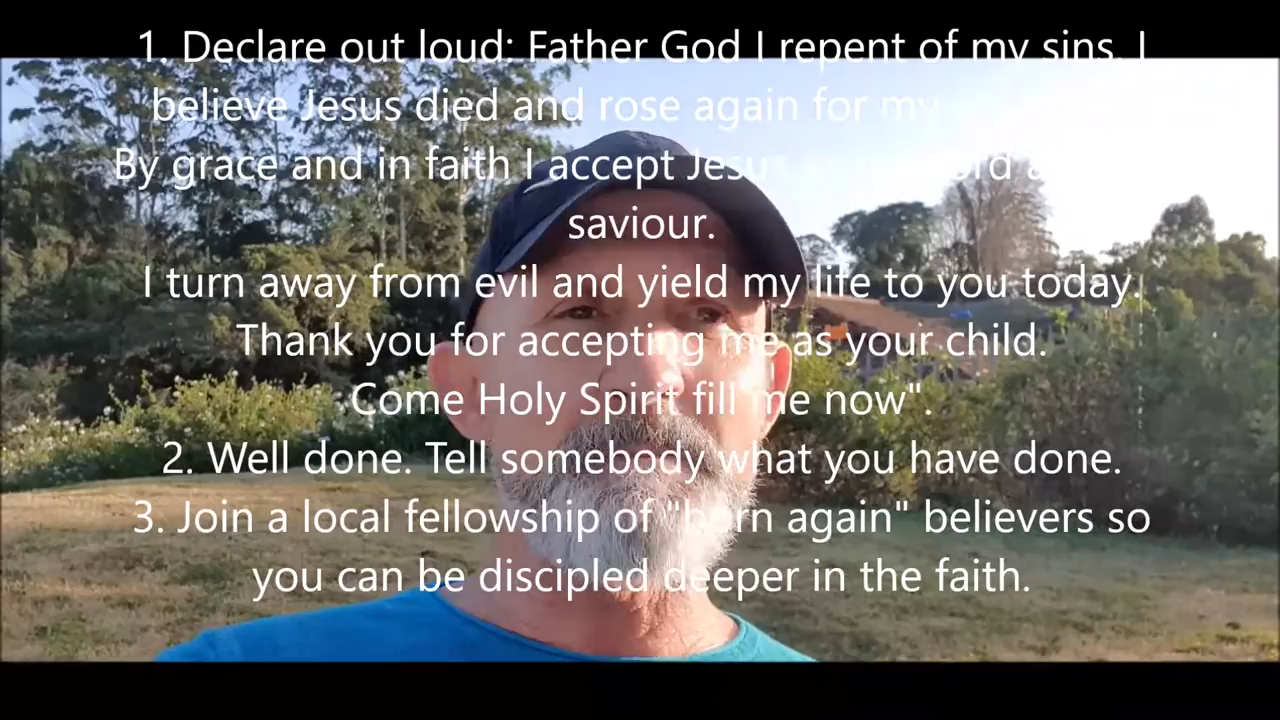 1. Declare out loud: Father God I repent of my sins. I
believe Jesus died and rose again for my
By grace and in faith I accept Jesus lord
saviour.
I turn away from evil and yield my life to you today.
Thank you for accepting me as your child.
Come Holy Spirit fill me now".
2. Well done. Tell somebody what you have done.
3. Join a local fellowship of "born again" believers so
you can be discipled deeper in the faith.